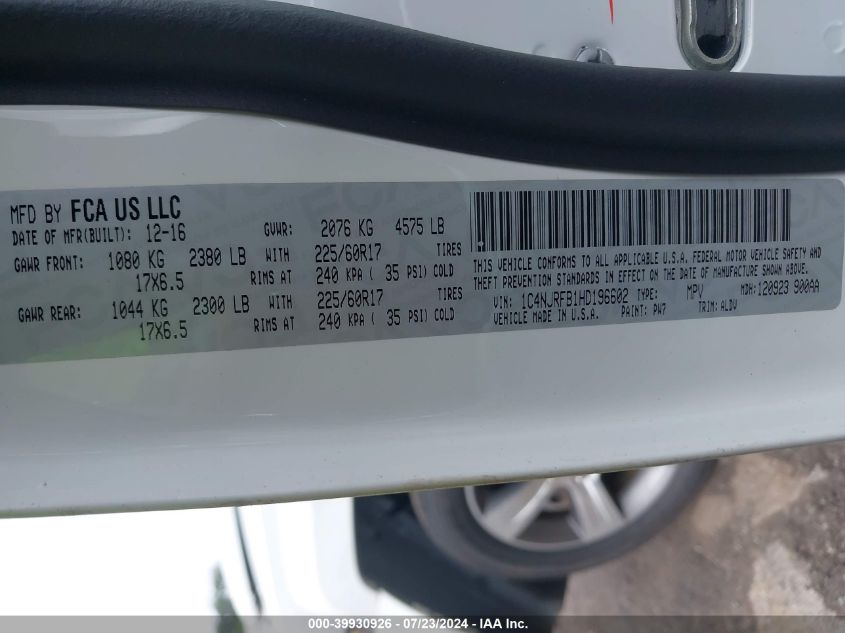 MFD BY FCA US LLC
DATE OF MFR(BUILT): 12-16 GVWR: 2076 KG 4575 LB
GAWR FRONT: 1080 KG 2380 LB WITH 225/60R17 TIRES
17X6.5 RIMS AT 240 KPA ( 35 PSI) COLD
GAWR REAR: 1044 KG 2300 LB WITH 225/60R17 TIRES
17X6.5 RIMS AT 240 KPA ( 35 PSI) COLD
THIS VEHICLE CONFORMS TO ALL APPLICABLE U.S.A. FEDERAL MOTOR VEHICLE SAFETY AND
THEFT PREVENTION STANDARDS IN EFFECT ON THE DATE OF MANUFACTURE SHOWN ABOVE.
VIN: 1C4NJRFB1HD196602 TYPE: MPV MDH:120923 900AA
VEHICLE MADE IN U.S.A. PAINT: PW7 TRIM: ALDV
000-39930926 - 07/23/2024 - IAA Inc.